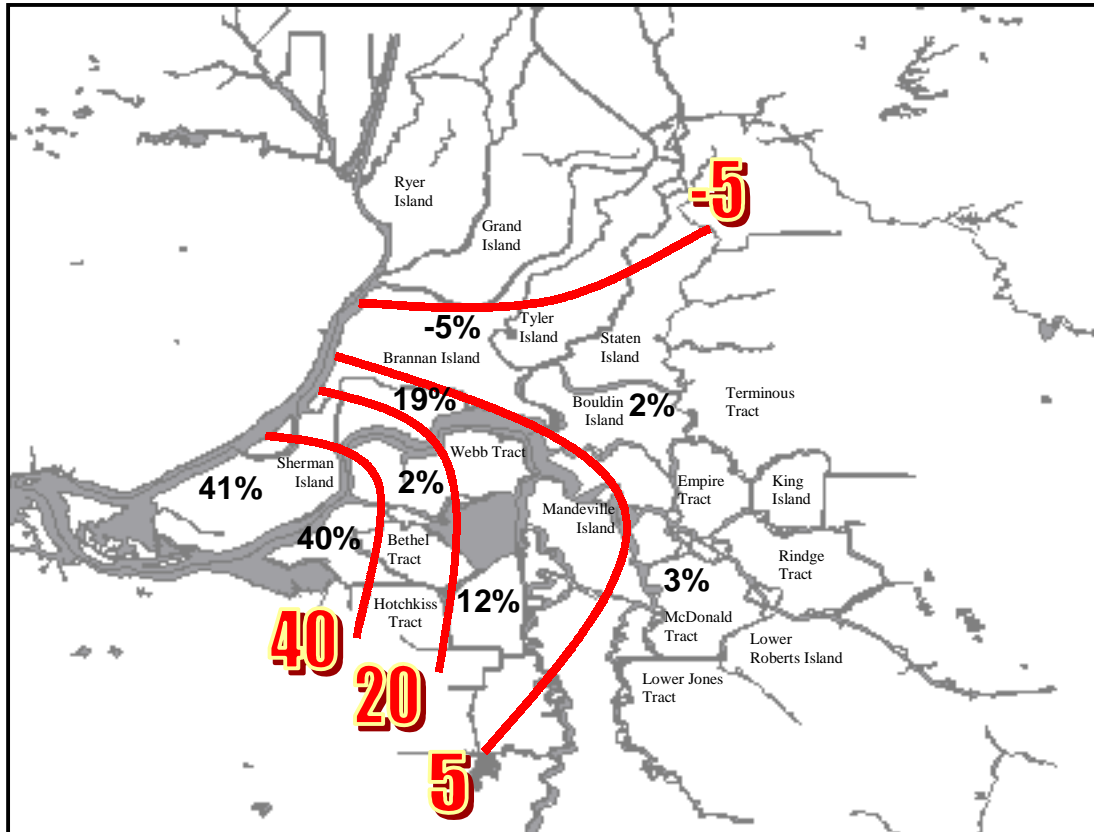 Ryer
Island
-5
Grand
Island
Tyler
Island
-5%
Staten
Island
Brannan Island
19%
Bouldin
Island
2%
Terminous
Tract
Webb Tract
Sherman
Island
41%
2%
Empire
Tract
King
Island
Mandeville
Island
40%
Bethel
Tract
Rindge
Tract
3%
12%
Hotchkiss
Tract
McDonald
Tract
40
Lower
Roberts Island
20
Lower Jones
Tract
5